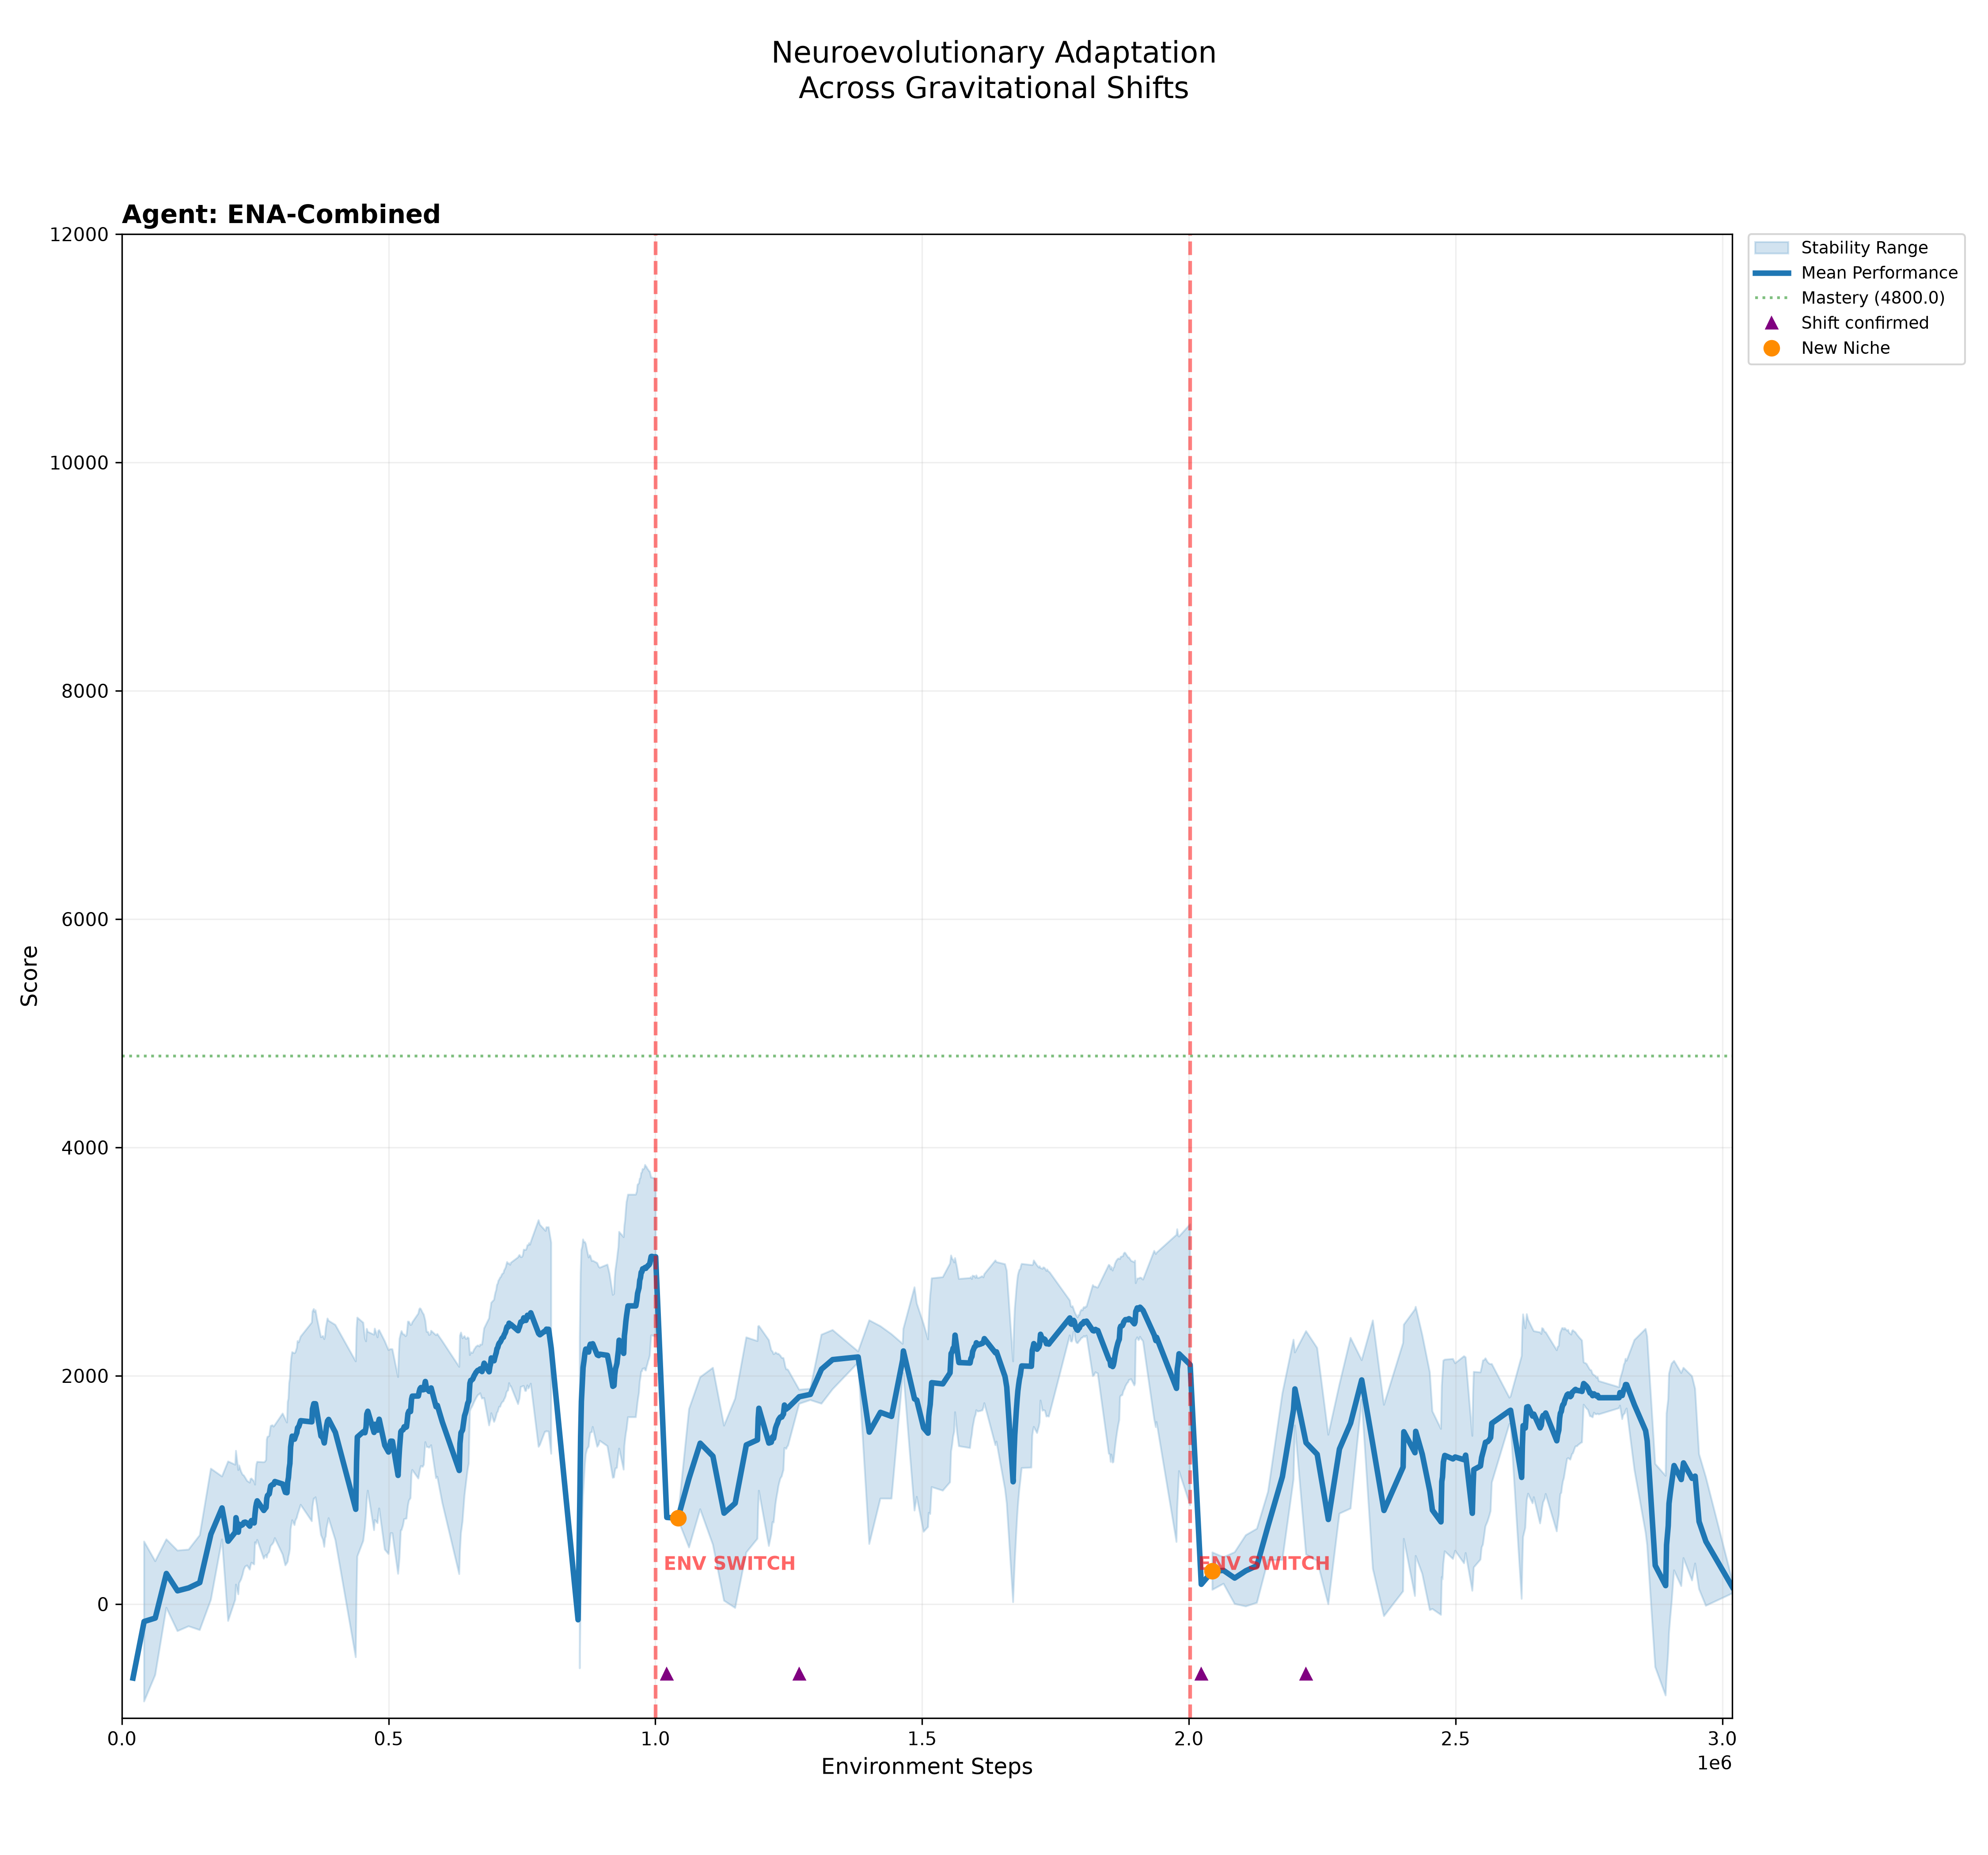 Neuroevolutionary Adaptation
Across Gravitational Shifts
Agent: ENA-Combined
12000
10000
8000
6000
4000
2000
0
Score
Stability Range
Mean Performance
Mastery (4800.0)
Shift confirmed
New Niche
ENV SWITCH
ENV SWITCH
0.0
0.5
1.0
1.5
2.0
2.5
3.0
1e6
Environment Steps